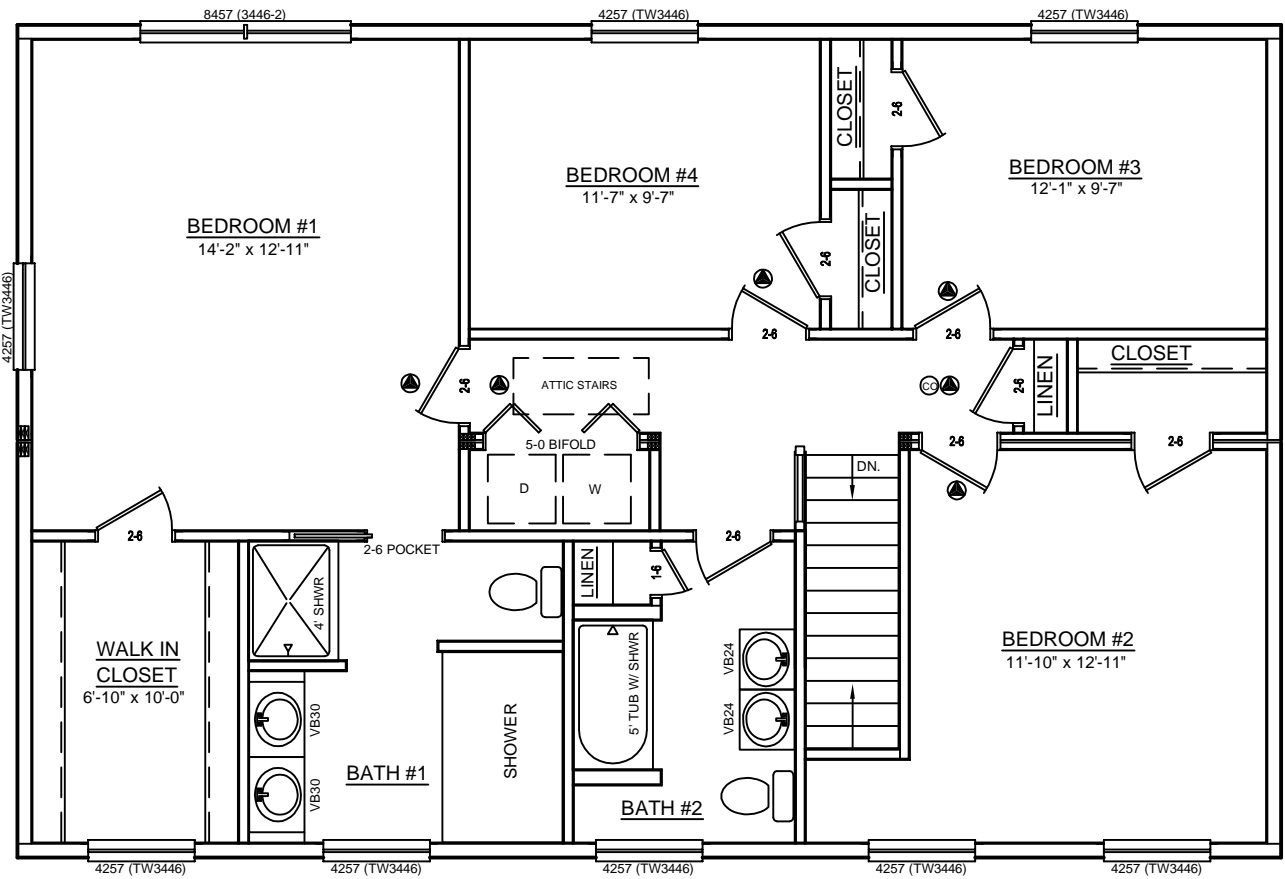 8457 (3446-2)
4257 (TW3446)
4257 (TW3446)
4257 (TW3446)
BEDROOM #1
14'-2" x 12'-11"
BEDROOM #4
11'-7" x 9'-7"
CLOSET
2-6
BEDROOM #3
12'-1" x 9'-7"
CLOSET
2-6
2-6
2-6
2-6
ATTIC STAIRS
CO
2-6
LINEN
CLOSET
5-0 BIFOLD
D
W
DN.
2-6
2-6
2-6
2-6 POCKET
2-6
LINEN
1-6
4' SHWR
WALK IN
CLOSET
6'-10" x 10'-0"
VB30
VB30
BATH #1
SHOWER
5' TUB W/ SHWR
VB24
VB24
BATH #2
BEDROOM #2
11'-10" x 12'-11"
4257 (TW3446)
4257 (TW3446)
4257 (TW3446)
4257 (TW3446)
4257 (TW3446)